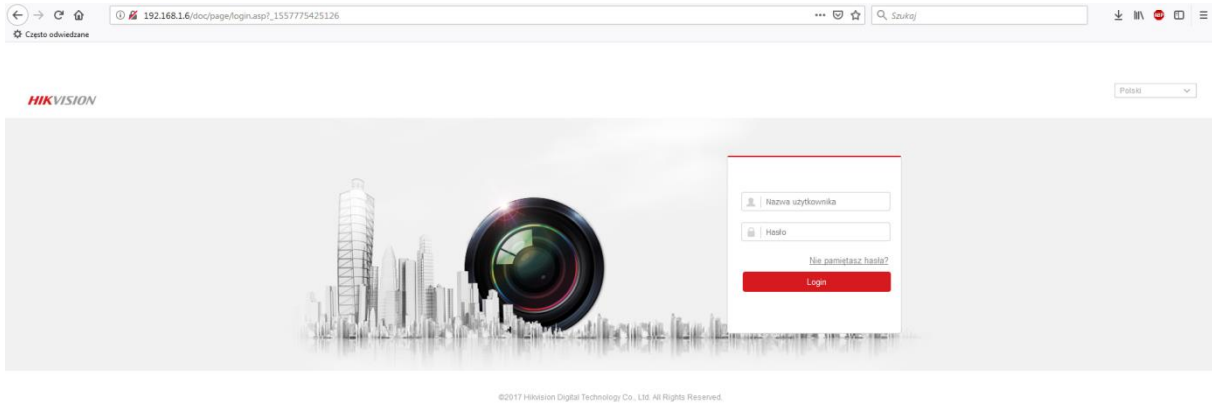 192.168.1.6/doc/page/login.asp?_1557775425126
Szukaj
Często odwiedzane
HIKVISION
Polski
Nazwa użytkownika
Hasło
Nie pamiętasz hasła?
Login
©2017 Hikvision Digital Technology Co., Ltd. All Rights Reserved.